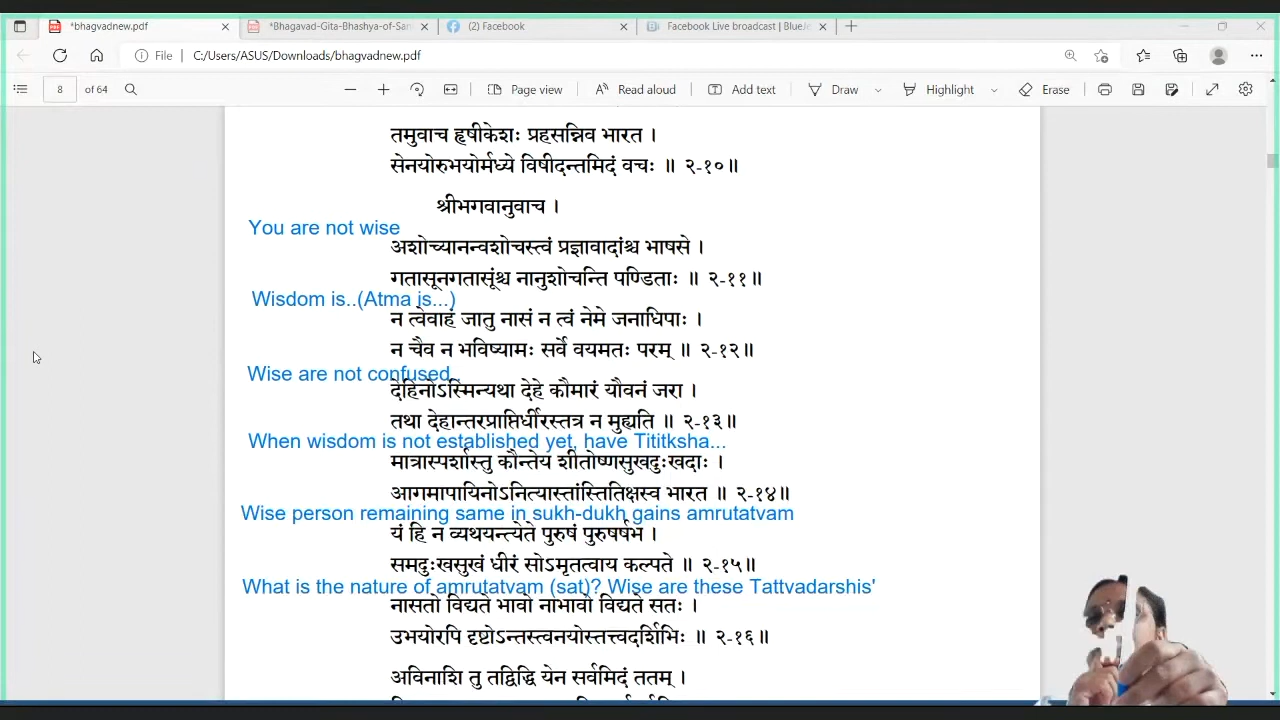 *bhagvadnew.pdf
*Bhagavad-Gita-Bhashya-of-San
(2) Facebook
Facebook Live broadcast | BlueJe
File C:/Users/ASUS/Downloads/bhagvadnew.pdf
8 of 64 Page view Read aloud Add text Draw Highlight Erase
तमुवाच हृषीकेशः प्रहसन्निव भारत ।
सेनयोरुभयोर्मध्ये विषीदन्तमिदं वचः ॥ २-१०॥
श्रीभगवानुवाच ।
You are not wise
अशोच्यानन्वशोचस्त्वं प्रज्ञावादांश्च भाषसे ।
गतासूनगतासूंश्च नानुशोचन्ति पण्डिताः ॥ २-११॥
Wisdom is..(Atma is...)
न त्वेवाहं जातु नासं न त्वं नेमे जनाधिपाः ।
न चैव न भविष्यामः सर्वे वयमतः परम् ॥ २-१२॥
Wise are not confused
देहिनोऽस्मिन्यथा देहे कौमारं यौवनं जरा ।
तथा देहान्तरप्राप्तिर्धीरस्तत्र न मुह्यति ॥ २-१३॥
When wisdom is not established yet, have Tititksha...
मात्रास्पर्शास्तु कौन्तेय शीतोष्णसुखदुःखदाः ।
आगमापायिनोऽनित्यास्तांस्तितिक्षस्व भारत ॥ २-१४॥
Wise person remaining same in sukh-dukh gains amrutatvam
यं हि न व्यथयन्त्येते पुरुषं पुरुषर्षभ ।
समदुःखसुखं धीरं सोऽमृतत्वाय कल्पते ॥ २-१५॥
What is the nature of amrutatvam (sat)? Wise are these Tattvadarshis'
नासतो विद्यते भावो नाभावो विद्यते सतः ।
उभयोरपि दृष्टोऽन्तस्त्वनयोस्तत्त्वदर्शिभिः ॥ २-१६॥
अविनाशि तु तद्विद्धि येन सर्वमिदं ततम् ।